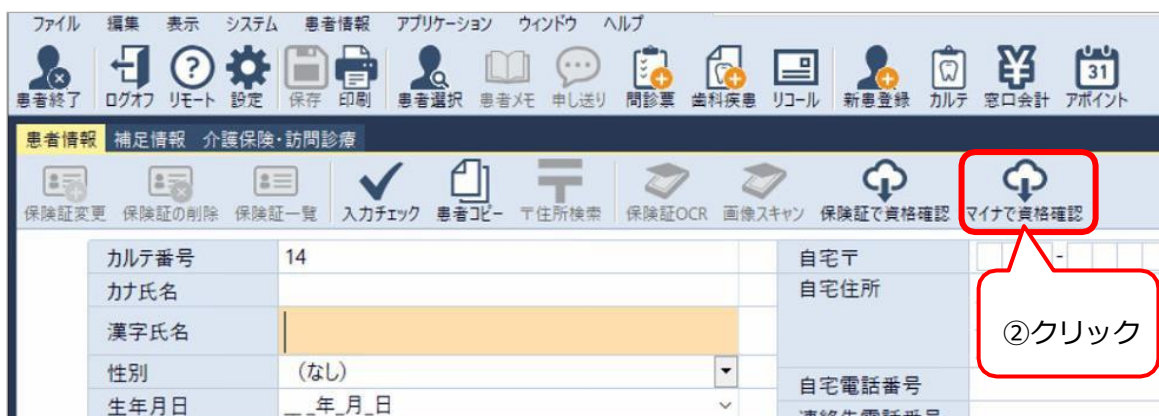 ファイル 編集 表示 システム 患者情報 アプリケーション ウィンドウ ヘルプ
患者終了 ログオフ リモート 設定 保存 印刷 患者選択 患者メモ 申し送り 問診票 歯科疾患 リコール 新患登録 カルテ 窓口会計 アポイント
31
患者情報 補足情報 介護保険・訪問診療
保険証変更 保険証の削除 保険証一覧 入力チェック 患者コピー 〒住所検索 保険証OCR 画像スキャン 保険証で資格確認 マイナで資格確認
カルテ番号 14 自宅〒 -
カナ氏名 自宅住所
漢字氏名
②クリック
性別 (なし)
自宅電話番号
生年月日 __年_月_日
連絡先電話番号